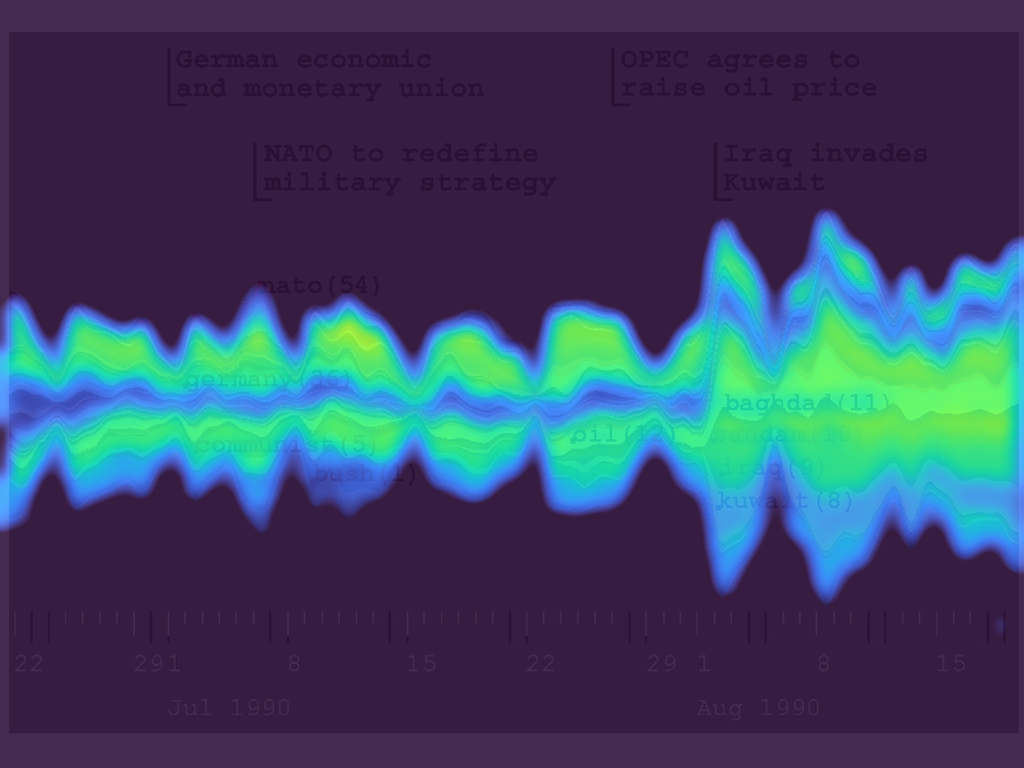 German economic
and monetary union
OPEC agrees to
raise oil price
NATO to redefine
military strategy
Iraq invades
Kuwait
nato(54)
germany(36)
communist(5)
bush(1)
baghdad(11)
oil(12)
saddam(10)
iraq(9)
kuwait(8)
22 29 1 8 15 22 29 1 8 15
Jul 1990 Aug 1990